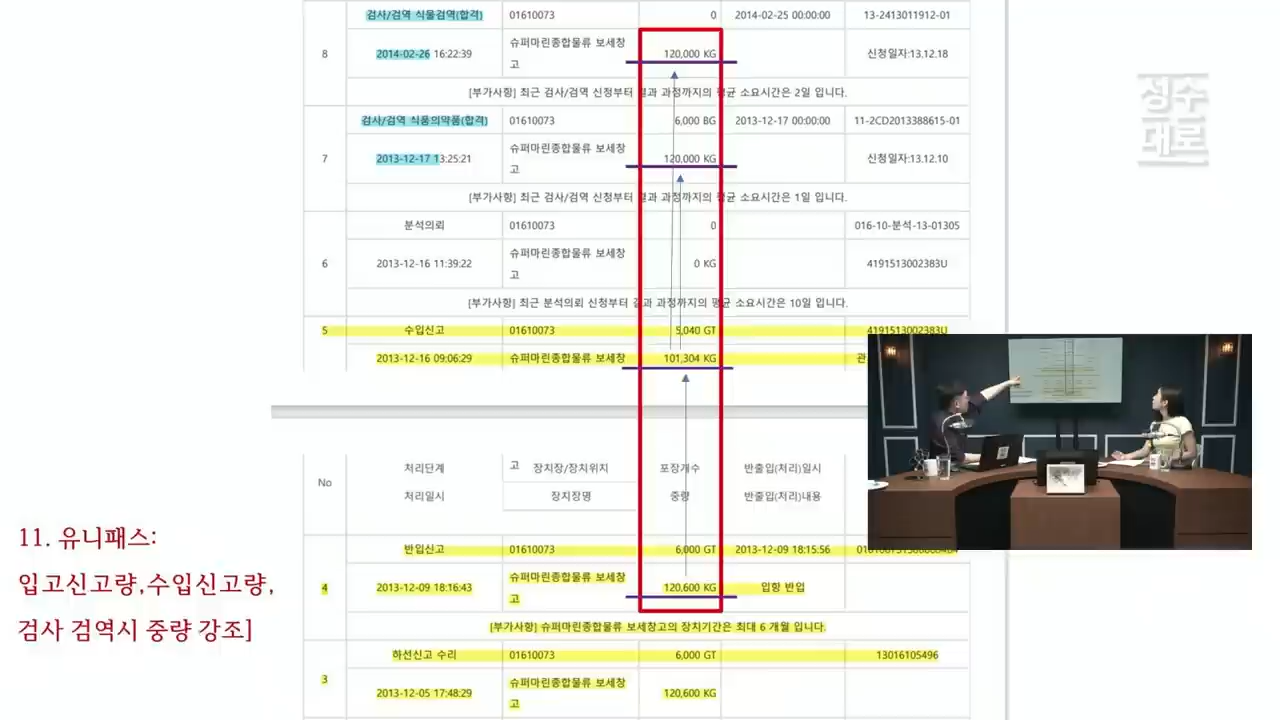 검사/검역 식물검역(합격) 01610073 0 2014-02-25 00:00:00 13-2413011912-01
8 2014-02-26 16:22:39 슈퍼마린종합물류 보세창고 120,000 KG 신청일자:13.12.18
[부가사항] 최근 검사/검역 신청부터 결과 과정까지의 평균 소요시간은 2일 입니다.
성수
대로
검사/검역 식품의약품(합격) 01610073 6,000 BG 2013-12-17 00:00:00 11-2CD2013388615-01
7 2013-12-17 13:25:21 슈퍼마린종합물류 보세창고 120,000 KG 신청일자:13.12.10
[부가사항] 최근 검사/검역 신청부터 결과 과정까지의 평균 소요시간은 1일 입니다.
분석의뢰 01610073 0 016-10-분석-13-01305
6 2013-12-16 11:39:22 슈퍼마린종합물류 보세창고 0 KG 4191513002383U
[부가사항] 최근 분석의뢰 신청부터 결과 과정까지의 평균 소요시간은 10일 입니다.
5 수입신고 01610073 5,040 GT 4191513002383U
2013-12-16 09:06:29 슈퍼마린종합물류 보세창 101,304 KG
고
No 처리단계 장치장/장치위치 포장개수 반출입(처리)일시
처리일시 장치장명 중량 반출입(처리)내용
반입신고 01610073 6,000 GT 2013-12-09 18:15:56
4 2013-12-09 18:16:43 슈퍼마린종합물류 보세창고 120,600 KG 입항 반입
[부가사항] 슈퍼마린종합물류 보세창고의 장치기간은 최대 6 개월 입니다.
하선신고 수리 01610073 6,000 GT 13016105496
3 2013-12-05 17:48:29 슈퍼마린종합물류 보세창고 120,600 KG
11. 유니패스:
입고신고량,수입신고량,
검사 검역시 중량 강조]